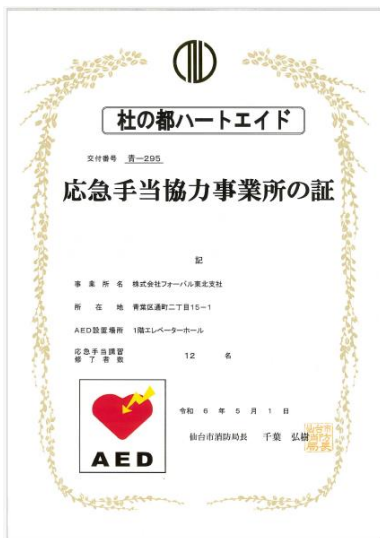 杜の都ハートエイド
交付番号 青―295
応急手当協力事業所の証
記
事業所名 株式会社フォーバル東北支社
所在地 青葉区通町二丁目15－1
AED設置場所 1階エレベーターホール
応急手当講習
修了者数 12 名
令和 6 年 5 月 1 日
仙台市消防局長 千葉 弘樹
AED